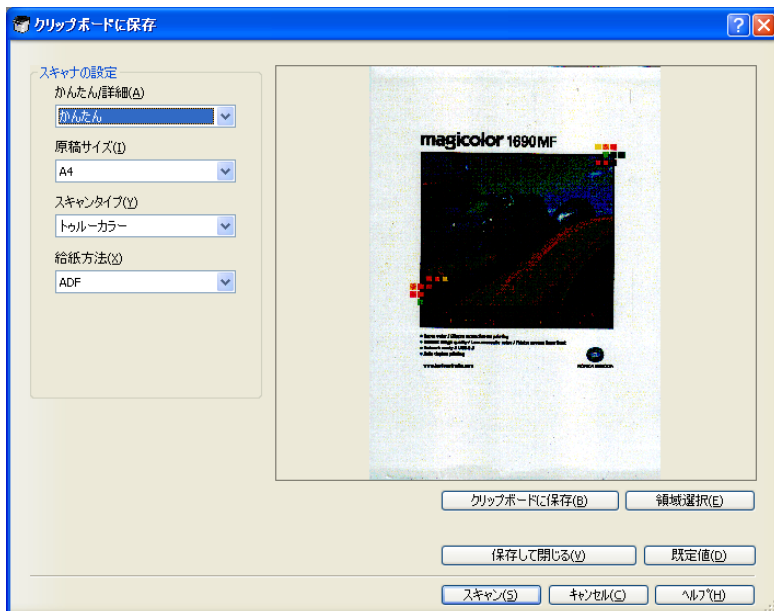 クリップボードに保存
スキャナの設定
かんたん/詳細(A)
かんたん
原稿サイズ(I)
A4
スキャンタイプ(Y)
トゥルーカラー
給紙方法(X)
ADF
magicolor 1690MF
KONICA MINOLTA
クリップボードに保存(B)
領域選択(E)
保存して閉じる(V)
既定値(D)
スキャン(S)
キャンセル(C)
ヘルプ(H)